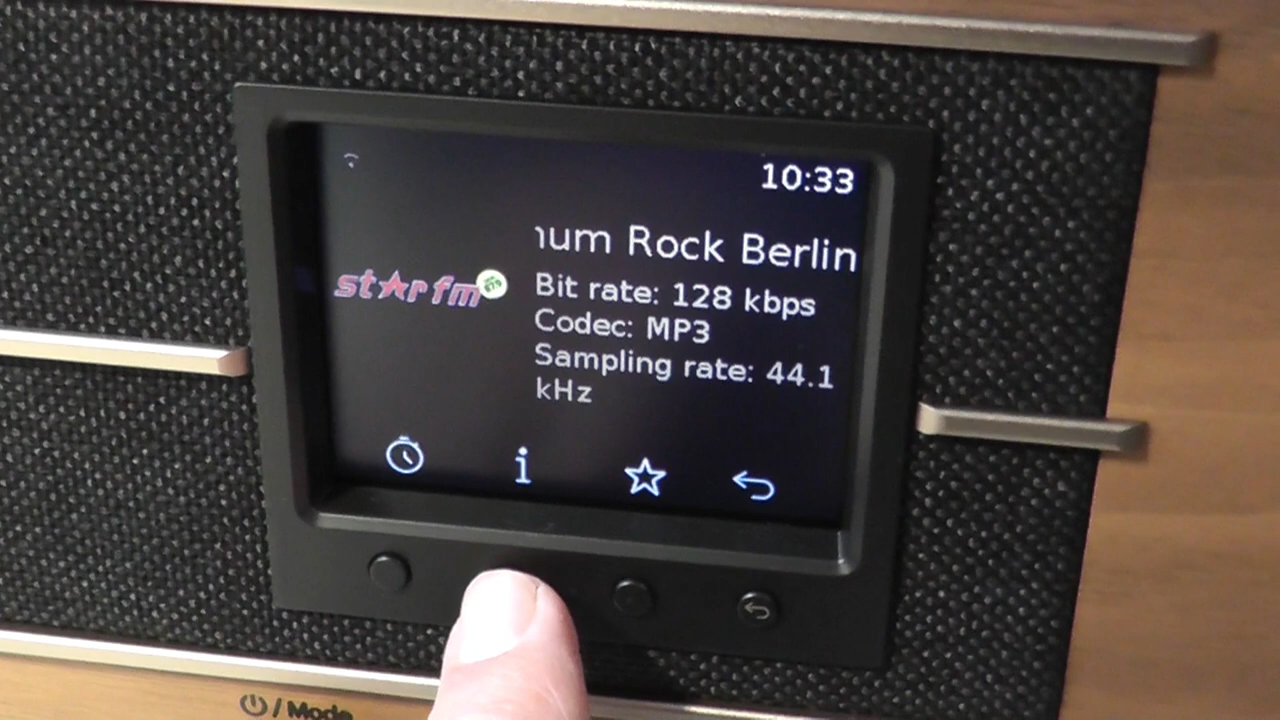 10:33
num Rock Berlin
star fm
Bit rate: 128 kbps
Codec: MP3
Sampling rate: 44.1
kHz
i
/ Mode